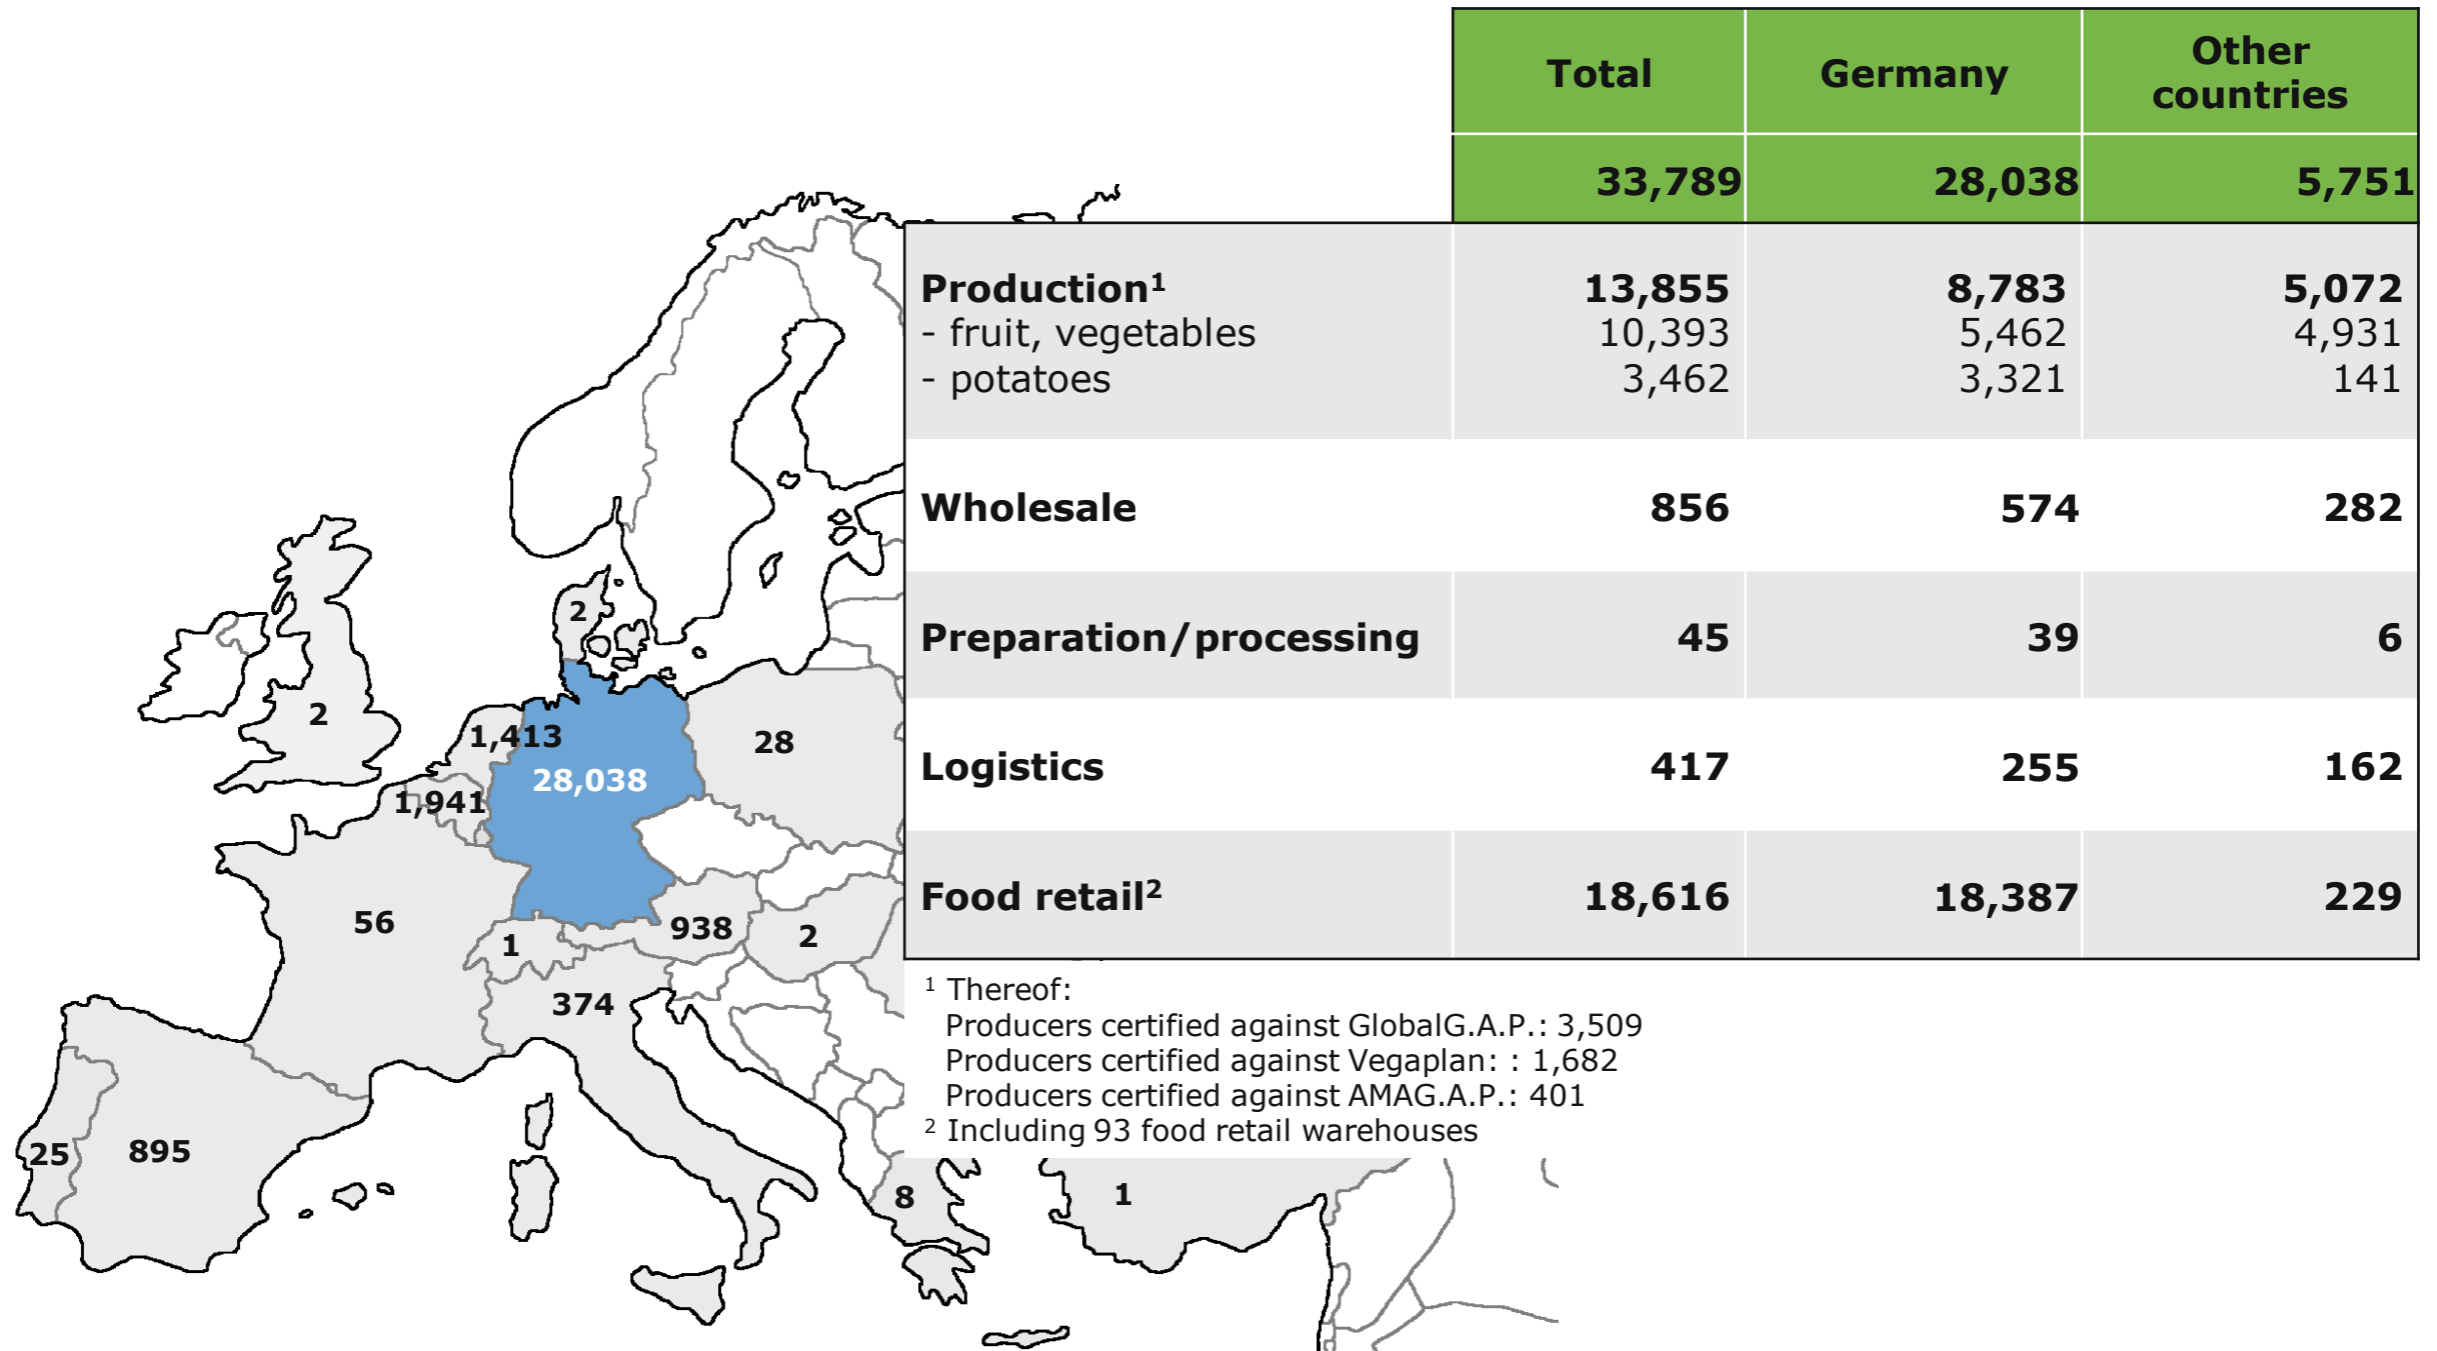 Total Germany Other countries
33,789 28,038 5,751
Production¹ 13,855 8,783 5,072
- fruit, vegetables 10,393 5,462 4,931
- potatoes 3,462 3,321 141
Wholesale 856 574 282
Preparation/processing 45 39 6
Logistics 417 255 162
Food retail² 18,616 18,387 229
¹ Thereof:
Producers certified against GlobalG.A.P.: 3,509
Producers certified against Vegaplan: : 1,682
Producers certified against AMAG.A.P.: 401
² Including 93 food retail warehouses
2
2
1,413
28
28,038
1,941
56
938
2
1
374
25
895
8
1